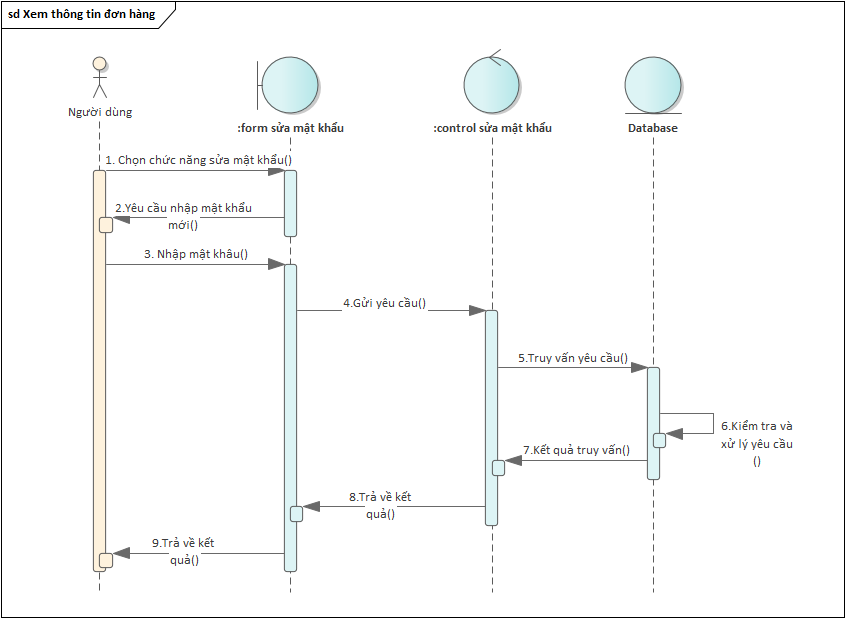 sd Xem thông tin đơn hàng
Người dùng
:form sửa mật khẩu
:control sửa mật khẩu
Database
1. Chọn chức năng sửa mật khẩu()
2.Yêu cầu nhập mật khẩu
mới()
3. Nhập mật khâu()
4.Gửi yêu cầu()
5.Truy vấn yêu cầu()
6.Kiểm tra và
xử lý yêu cầu
()
7.Kết quả truy vấn()
8.Trả về kết
quả()
9.Trả về kết
quả()